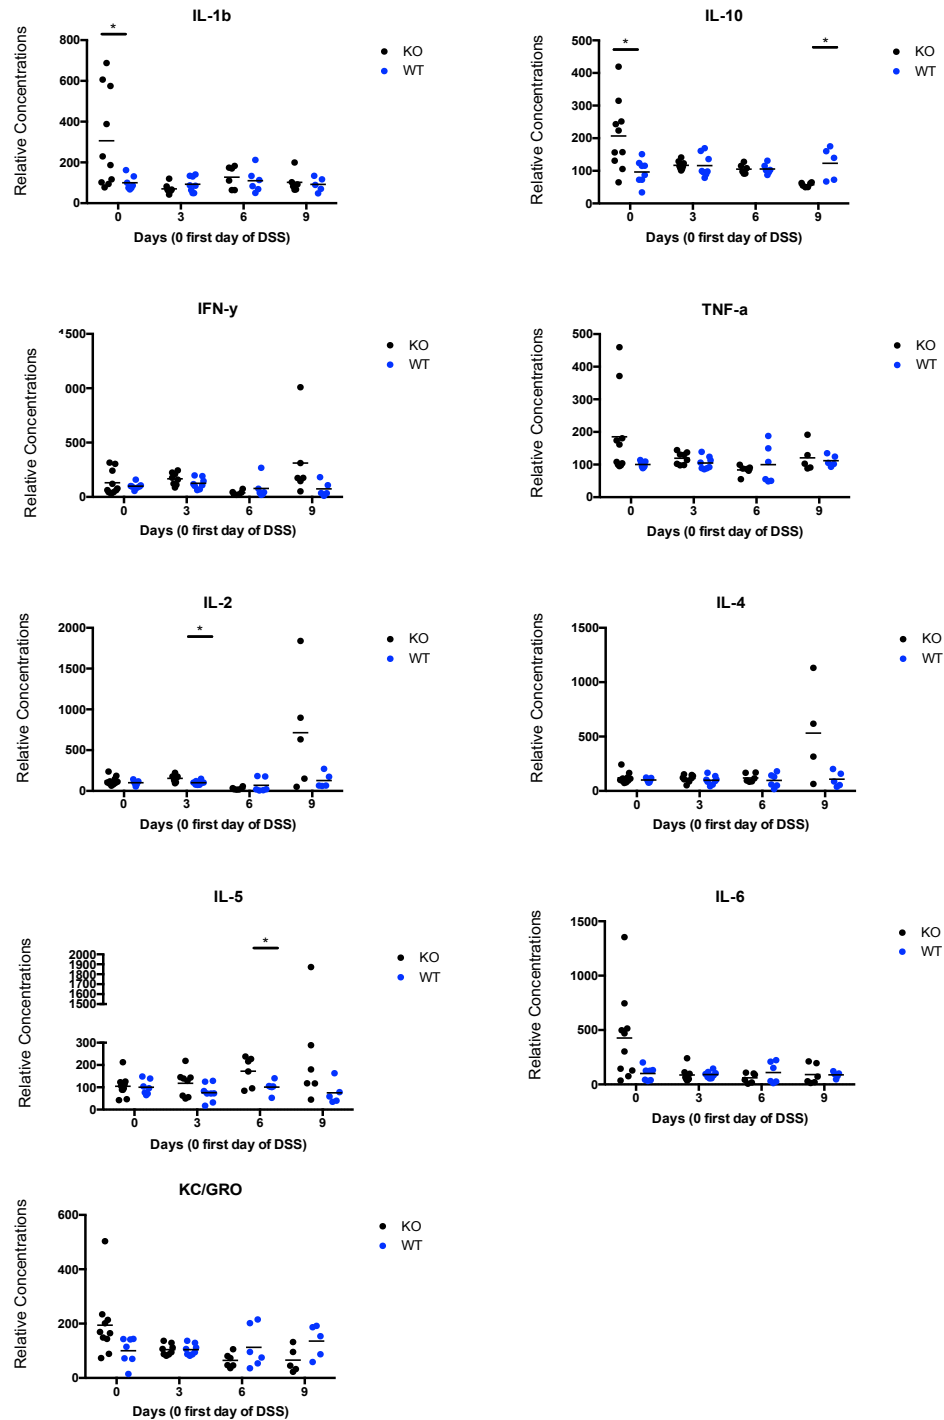 IL-1b
*
800
600
400
200
0
Relative Concentrations
KO
WT
0 3 6 9
Days (0 first day of DSS)
IL-10
* *
500
400
300
200
100
0
Relative Concentrations
KO
WT
0 3 6 9
Days (0 first day of DSS)
IFN-y
1500
000
500
0
Relative Concentrations
KO
WT
0 3 6 9
Days (0 first day of DSS)
TNF-a
500
400
300
200
100
0
Relative Concentrations
KO
WT
0 3 6 9
Days (0 first day of DSS)
IL-2
*
2000
1500
1000
500
0
Relative Concentrations
KO
WT
0 3 6 9
Days (0 first day of DSS)
IL-4
1500
1000
500
0
Relative Concentrations
KO
WT
0 3 6 9
Days (0 first day of DSS)
IL-5
*
2000
1900
1800
1700
1600
1500
300
200
100
0
Relative Concentrations
KO
WT
0 3 6 9
Days (0 first day of DSS)
IL-6
1500
1000
500
0
Relative Concentrations
KO
WT
0 3 6 9
Days (0 first day of DSS)
KC/GRO
600
400
200
0
Relative Concentrations
KO
WT
0 3 6 9
Days (0 first day of DSS)